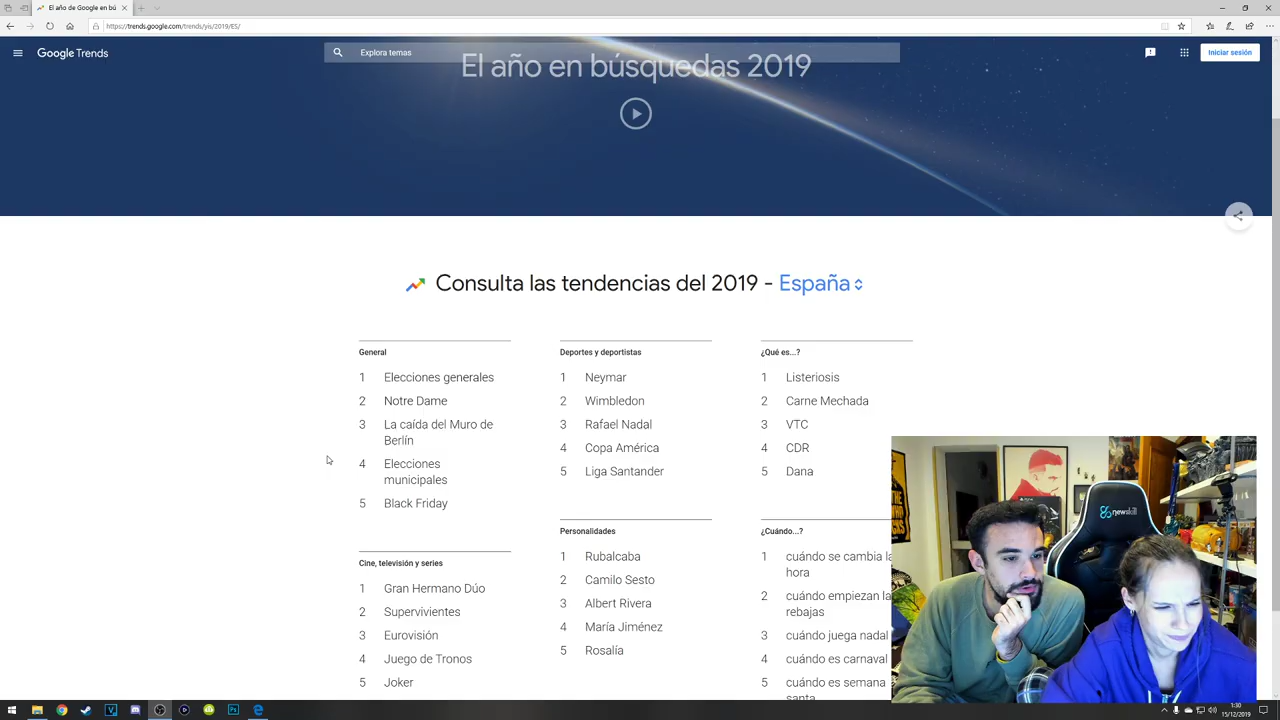 El año de Google en bú
https://trends.google.com/trends/yis/2019/ES/
Google Trends
Explora temas
Iniciar sesión
El año en búsquedas 2019
Consulta las tendencias del 2019 - España
General
1 Elecciones generales
2 Notre Dame
3 La caída del Muro de
Berlín
4 Elecciones
municipales
5 Black Friday
Deportes y deportistas
1 Neymar
2 Wimbledon
3 Rafael Nadal
4 Copa América
5 Liga Santander
¿Qué es...?
1 Listeriosis
2 Carne Mechada
3 VTC
4 CDR
5 Dana
Cine, televisión y series
1 Gran Hermano Dúo
2 Supervivientes
3 Eurovisión
4 Juego de Tronos
5 Joker
Personalidades
1 Rubalcaba
2 Camilo Sesto
3 Albert Rivera
4 María Jiménez
5 Rosalía
¿Cuándo...?
1 cuándo se cambia la
hora
2 cuándo empiezan la
rebajas
3 cuándo juega nadal
4 cuándo es carnaval
5 cuándo es semana
santa
newskill
1:30
15/12/2019